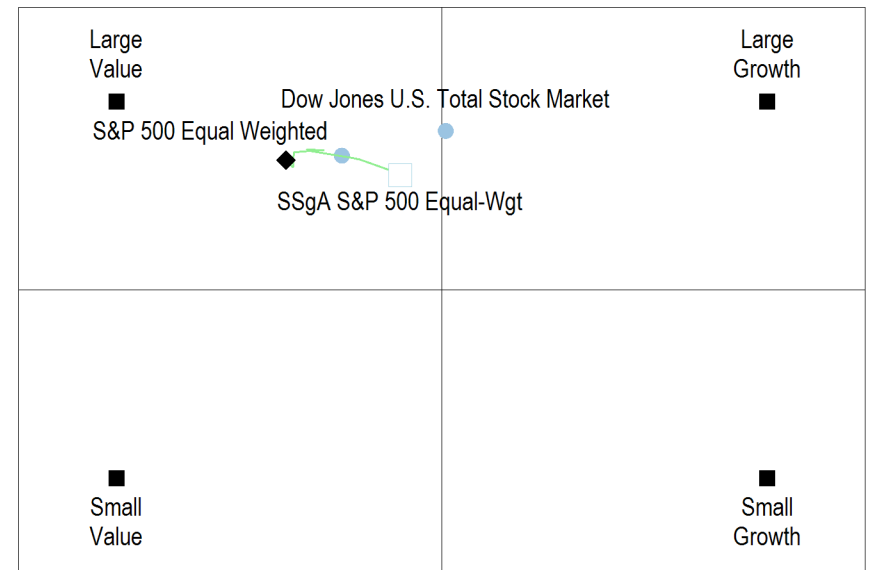 Large
Value
Large
Growth
Dow Jones U.S. Total Stock Market
S&P 500 Equal Weighted
SSgA S&P 500 Equal-Wgt
Small
Value
Small
Growth